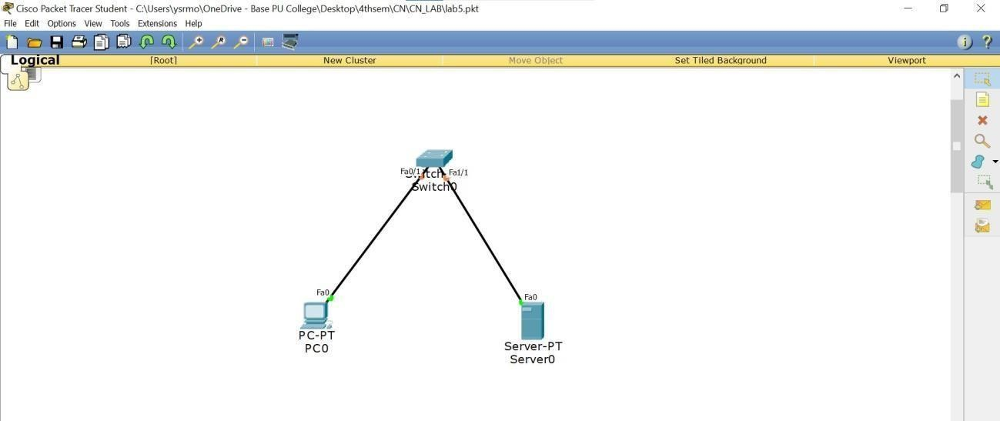 Cisco Packet Tracer Student - C:\Users\ysrmo\OneDrive - Base PU College\Desktop\4thsem\CN\CN_LAB\lab5.pkt
File Edit Options View Tools Extensions Help
Logical [Root] New Cluster Move Object Set Tiled Background Viewport
Fa0/1 Fa1/1
Switch0
Fa0
PC-PT
PC0
Fa0
Server-PT
Server0